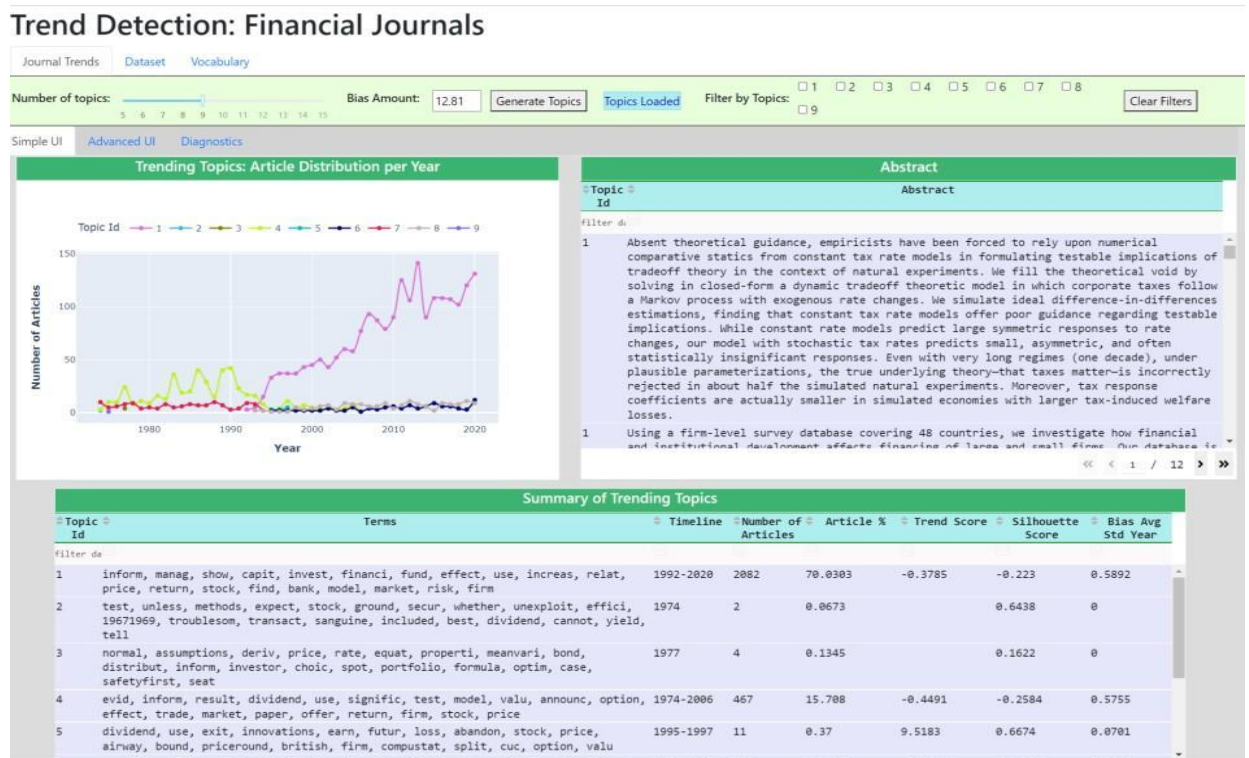 Trend Detection: Financial Journals
Journal Trends Dataset Vocabulary
Number of topics: 5 6 7 8 9 10 11 12 13 14 15 Bias Amount: 12.81 Generate Topics Topics Loaded Filter by Topics: 1 2 3 4 5 6 7 8
9
Clear Filters
Simple UI Advanced UI Diagnostics
Trending Topics: Article Distribution per Year
Topic Id 1 2 3 4 5 6 7 8 9
150
100
50
0
Number of Articles
1980 1990 2000 2010 2020
Year
Abstract
Topic Abstract
Id
filter da
1 Absent theoretical guidance, empiricists have been forced to rely upon numerical
comparative statics from constant tax rate models in formulating testable implications of
tradeoff theory in the context of natural experiments. We fill the theoretical void by
solving in closed-form a dynamic tradeoff theoretic model in which corporate taxes follow
a Markov process with exogenous rate changes. We simulate ideal difference-in-differences
estimations, finding that constant tax rate models offer poor guidance regarding testable
implications. While constant rate models predict large symmetric responses to rate
changes, our model with stochastic tax rates predicts small, asymmetric, and often
statistically insignificant responses. Even with very long regimes (one decade), under
plausible parameterizations, the true underlying theory—that taxes matter—is incorrectly
rejected in about half the simulated natural experiments. Moreover, tax response
coefficients are actually smaller in simulated economies with larger tax-induced welfare
losses.
1 Using a firm-level survey database covering 48 countries, we investigate how financial
and institutional development affects financing of large and small firms. Our database is
« < 1 / 12 > »
Summary of Trending Topics
Topic Terms Timeline Number of Article % Trend Score Silhouette Bias Avg
Id Articles Score Std Year
filter da
1 inform, manag, show, capit, invest, financi, fund, effect, use, increas, relat, 1992-2020 2082 70.0303 -0.3785 -0.223 0.5892
price, return, stock, find, bank, model, market, risk, firm
2 test, unless, methods, expect, stock, ground, secur, whether, unexploit, effici, 1974 2 0.0673 0.6438 0
19671969, troublesom, transact, sanguine, included, best, dividend, cannot, yield,
tell
3 normal, assumptions, deriv, price, rate, equat, properti, meanvari, bond, 1977 4 0.1345 0.1622 0
distribut, inform, investor, choic, spot, portfolio, formula, optim, case,
safetyfirst, seat
4 evid, inform, result, dividend, use, signific, test, model, valu, announc, option, 1974-2006 467 15.708 -0.4491 -0.2584 0.5755
effect, trade, market, paper, offer, return, firm, stock, price
5 dividend, use, exit, innovations, earn, futur, loss, abandon, stock, price, 1995-1997 11 0.37 9.5183 0.6674 0.0701
airway, bound, priceround, british, firm, compustat, split, cuc, option, valu